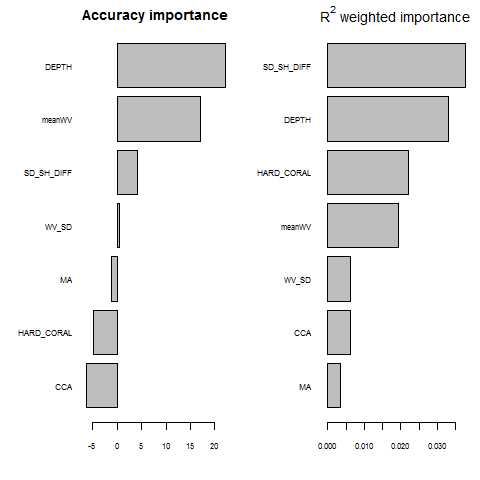 Accuracy importance
DEPTH
meanWV
SD_SH_DIFF
WV_SD
MA
HARD_CORAL
CCA
-5 0 5 10 15 20
R² weighted importance
SD_SH_DIFF
DEPTH
HARD_CORAL
meanWV
WV_SD
CCA
MA
0.000 0.010 0.020 0.030